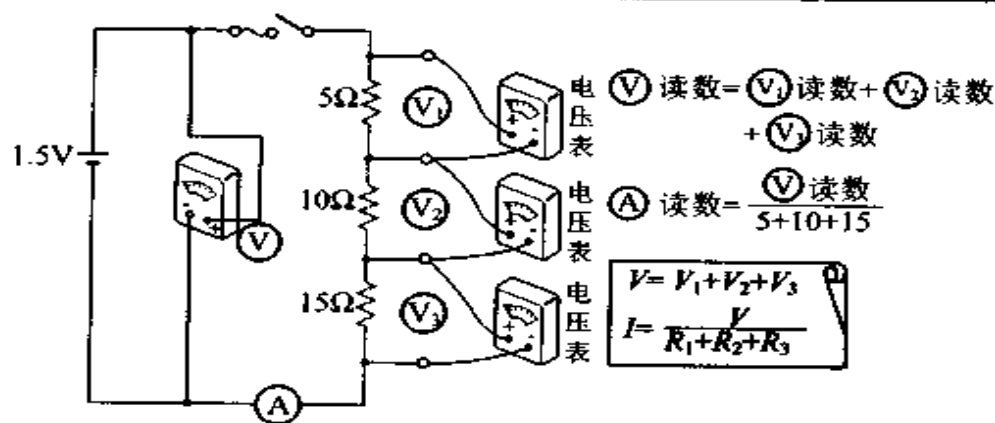 1.5V
5Ω
10Ω
15Ω
V
V₁
V₂
V₃
A
电压表
电压表
电压表
V 读数=V₁读数+V₂读数
+V₃读数
A 读数=V读数/5+10+15
V= V₁+V₂+V₃
I=V/R₁+R₂+R₃